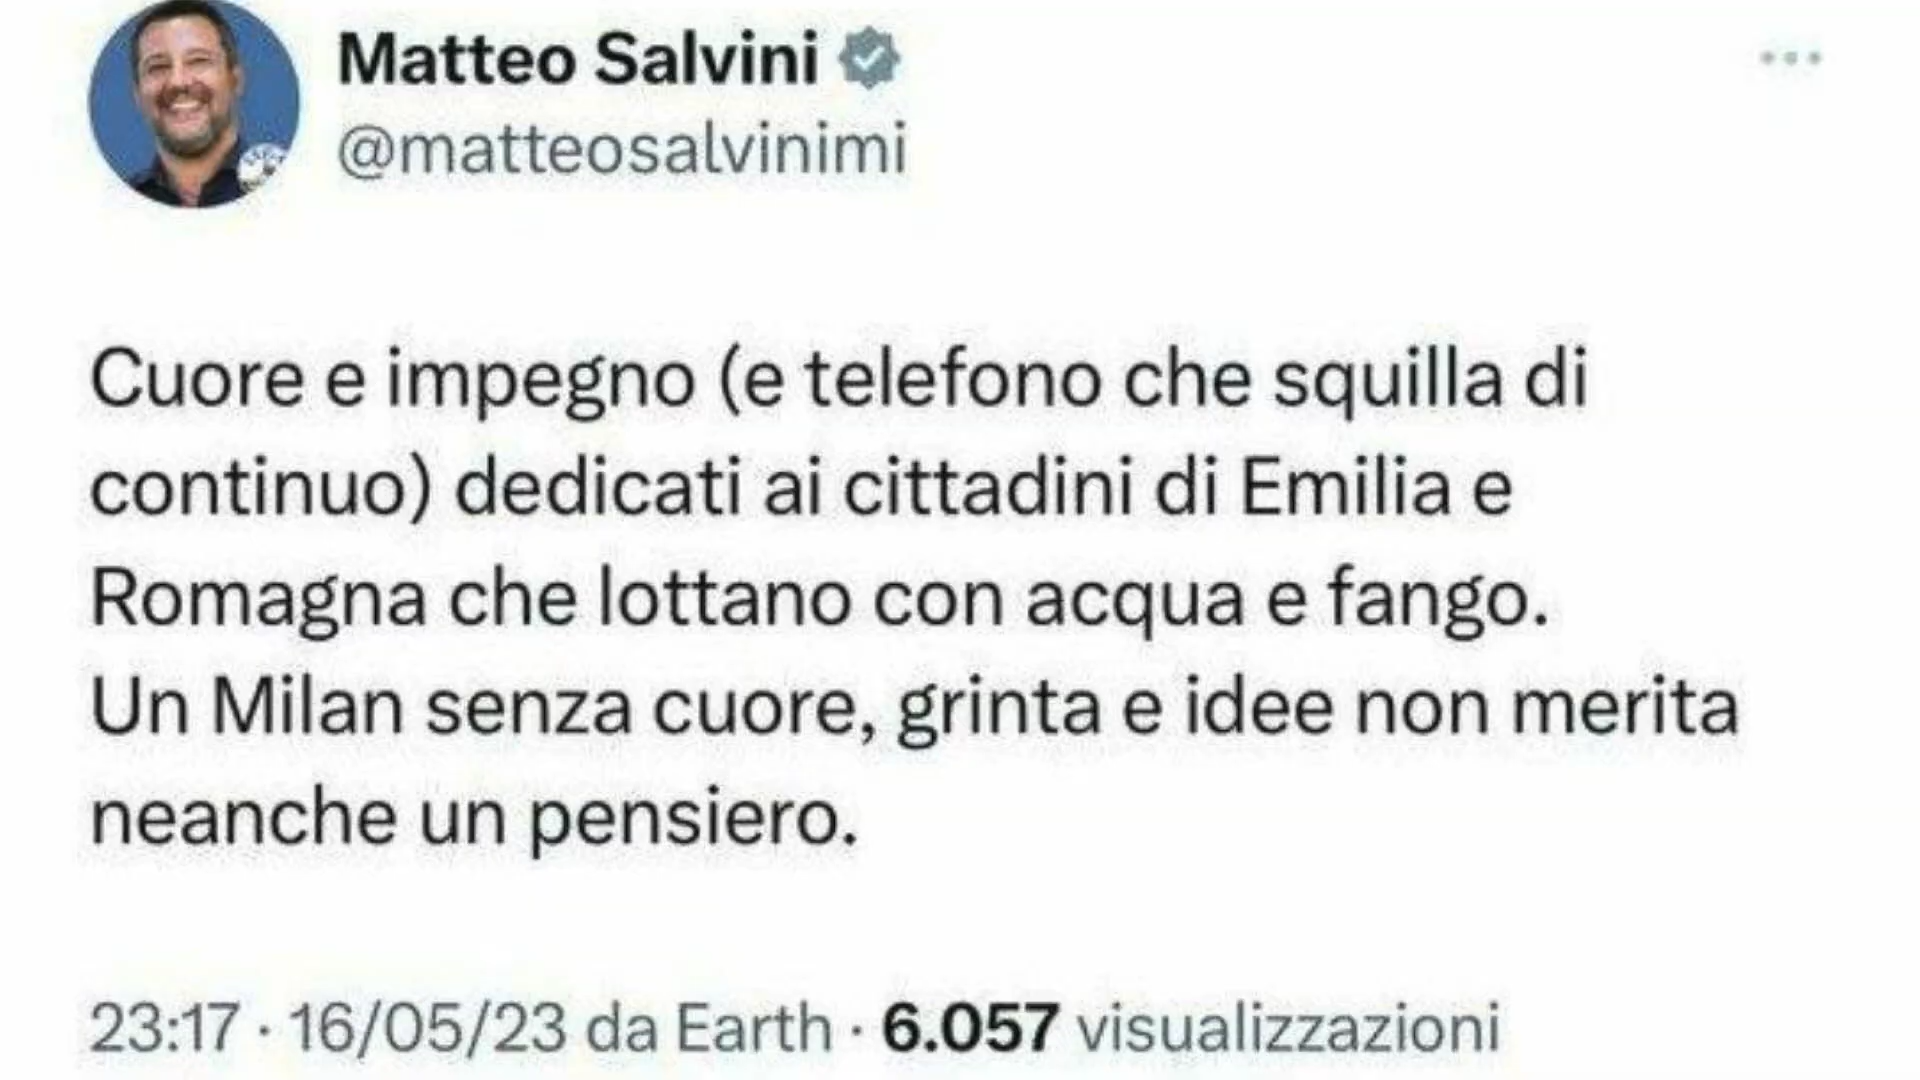 Matteo Salvini
@matteosalvinimi
Cuore e impegno (e telefono che squilla di
continuo) dedicati ai cittadini di Emilia e
Romagna che lottano con acqua e fango.
Un Milan senza cuore, grinta e idee non merita
neanche un pensiero.
23:17 · 16/05/23 da Earth · 6.057 visualizzazioni